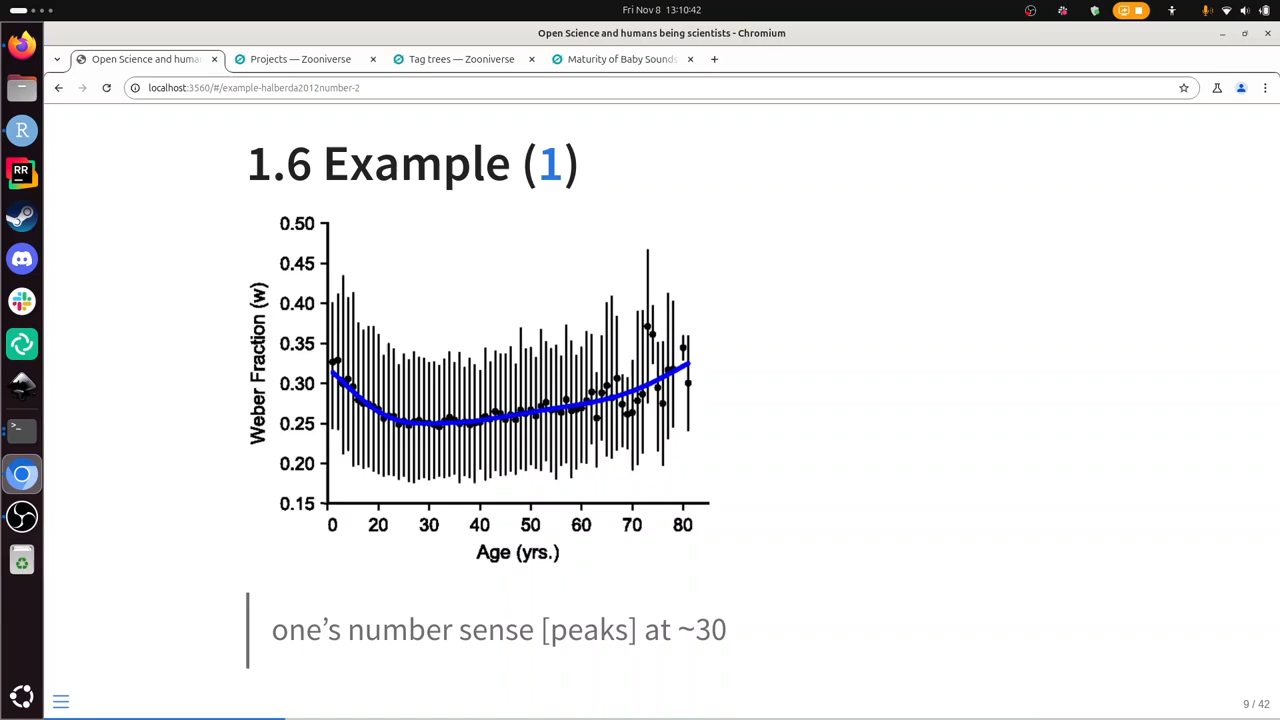 Fri Nov 8 13:10:42
Open Science and humans being scientists - Chromium
Open Science and huma
Projects — Zooniverse
Tag trees — Zooniverse
Maturity of Baby Sounds
localhost:3560/#/example-halberda2012number-2
R
RR
1.6 Example (1)
0.50
0.45
0.40
0.35
0.30
0.25
0.20
0.15
Weber Fraction (w)
0 20 30 40 50 60 70 80
Age (yrs.)
one’s number sense [peaks] at ~30
9 / 42